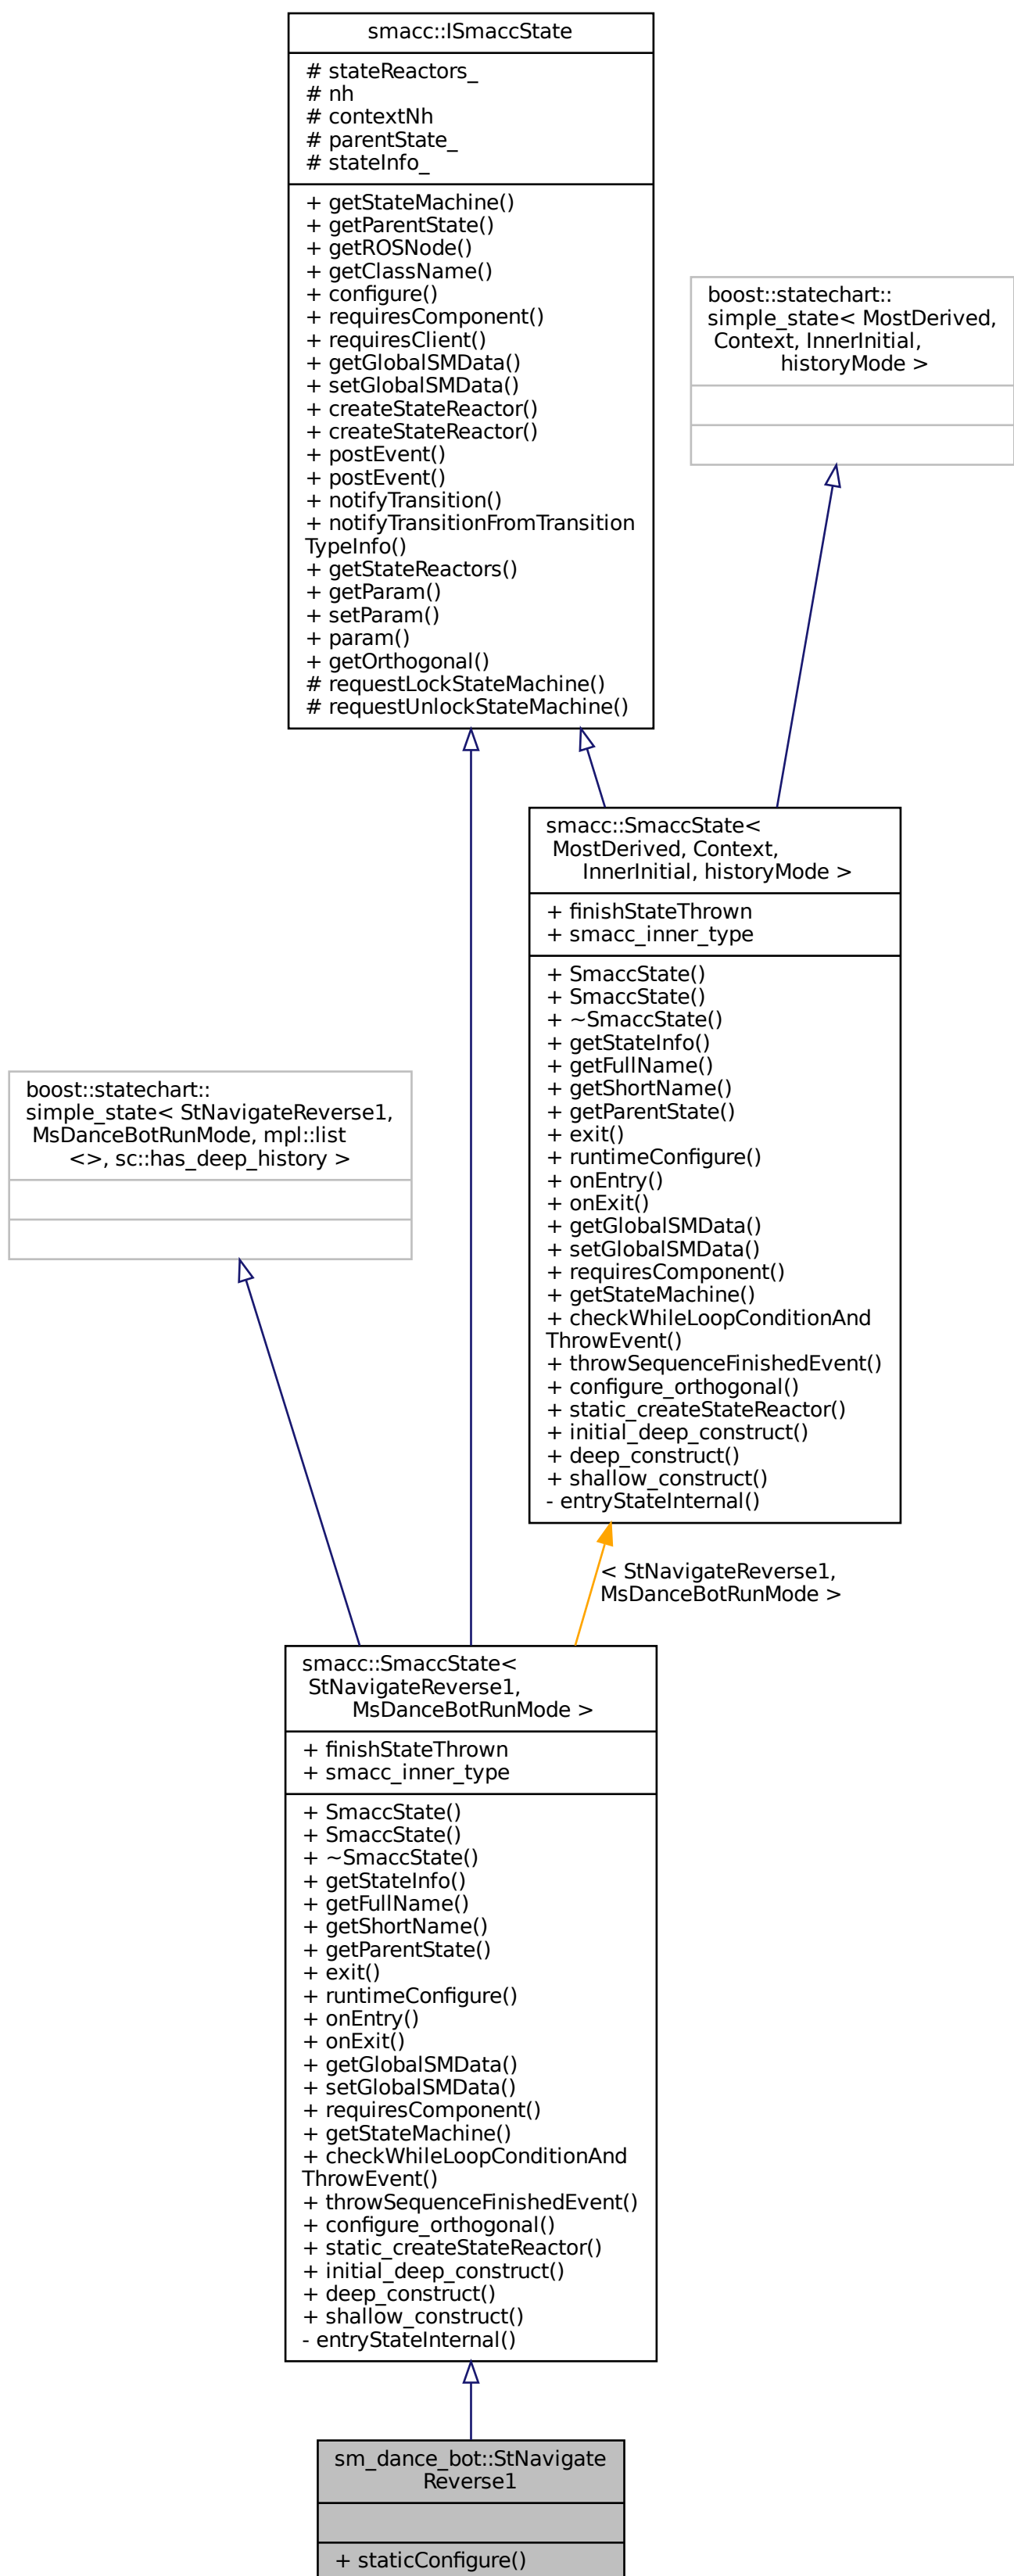 smacc::ISmaccState
# stateReactors_
# nh
# contextNh
# parentState_
# stateInfo_
+ getStateMachine()
+ getParentState()
+ getROSNode()
+ getClassName()
+ configure()
+ requiresComponent()
+ requiresClient()
+ getGlobalSMData()
+ setGlobalSMData()
+ createStateReactor()
+ createStateReactor()
+ postEvent()
+ postEvent()
+ notifyTransition()
+ notifyTransitionFromTransition
TypeInfo()
+ getStateReactors()
+ getParam()
+ setParam()
+ param()
+ getOrthogonal()
# requestLockStateMachine()
# requestUnlockStateMachine()
boost::statechart::
simple_state< MostDerived,
Context, InnerInitial,
historyMode >
smacc::SmaccState<
MostDerived, Context,
InnerInitial, historyMode >
+ finishStateThrown
+ smacc_inner_type
+ SmaccState()
+ SmaccState()
+ ~SmaccState()
+ getStateInfo()
+ getFullName()
+ getShortName()
+ getParentState()
+ exit()
+ runtimeConfigure()
+ onEntry()
+ onExit()
+ getGlobalSMData()
+ setGlobalSMData()
+ requiresComponent()
+ getStateMachine()
+ checkWhileLoopConditionAnd
ThrowEvent()
+ throwSequenceFinishedEvent()
+ configure_orthogonal()
+ static_createStateReactor()
+ initial_deep_construct()
+ deep_construct()
+ shallow_construct()
- entryStateInternal()
boost::statechart::
simple_state< StNavigateReverse1,
MsDanceBotRunMode, mpl::list
<>, sc::has_deep_history >
< StNavigateReverse1,
MsDanceBotRunMode >
smacc::SmaccState<
StNavigateReverse1,
MsDanceBotRunMode >
+ finishStateThrown
+ smacc_inner_type
+ SmaccState()
+ SmaccState()
+ ~SmaccState()
+ getStateInfo()
+ getFullName()
+ getShortName()
+ getParentState()
+ exit()
+ runtimeConfigure()
+ onEntry()
+ onExit()
+ getGlobalSMData()
+ setGlobalSMData()
+ requiresComponent()
+ getStateMachine()
+ checkWhileLoopConditionAnd
ThrowEvent()
+ throwSequenceFinishedEvent()
+ configure_orthogonal()
+ static_createStateReactor()
+ initial_deep_construct()
+ deep_construct()
+ shallow_construct()
- entryStateInternal()
sm_dance_bot::StNavigate
Reverse1
+ staticConfigure()